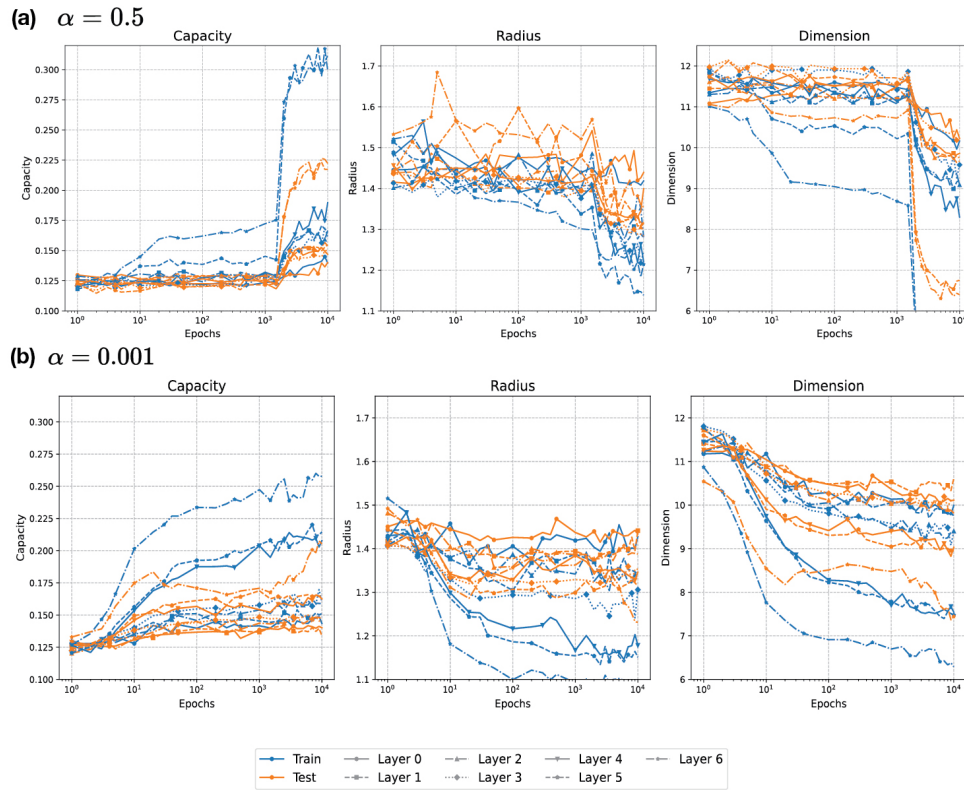 (a) α = 0.5
Capacity
Radius
Dimension
Capacity
0.300
0.275
0.250
0.225
0.200
0.175
0.150
0.125
0.100
10⁰ 10¹ 10² 10³ 10⁴
Epochs
Radius
1.7
1.6
1.5
1.4
1.3
1.2
1.1
10⁰ 10¹ 10² 10³ 10⁴
Epochs
Dimension
12
11
10
9
8
7
6
10⁰ 10¹ 10² 10³ 10⁴
Epochs
(b) α = 0.001
Capacity
Radius
Dimension
Capacity
0.300
0.275
0.250
0.225
0.200
0.175
0.150
0.125
0.100
10⁰ 10¹ 10² 10³ 10⁴
Epochs
Radius
1.7
1.6
1.5
1.4
1.3
1.2
1.1
10⁰ 10¹ 10² 10³ 10⁴
Epochs
Dimension
12
11
10
9
8
7
6
10⁰ 10¹ 10² 10³ 10⁴
Epochs
Train Layer 0 Layer 2 Layer 4 Layer 6
Test Layer 1 Layer 3 Layer 5